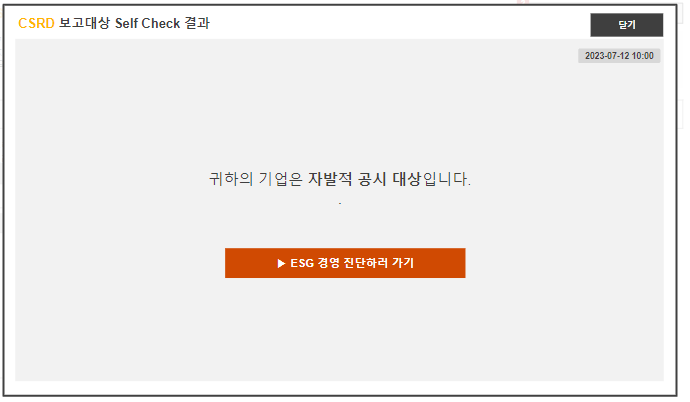 CSRD 보고대상 Self Check 결과
닫기
2023-07-12 10:00
귀하의 기업은 자발적 공시 대상입니다.
.
▶ ESG 경영 진단하러 가기